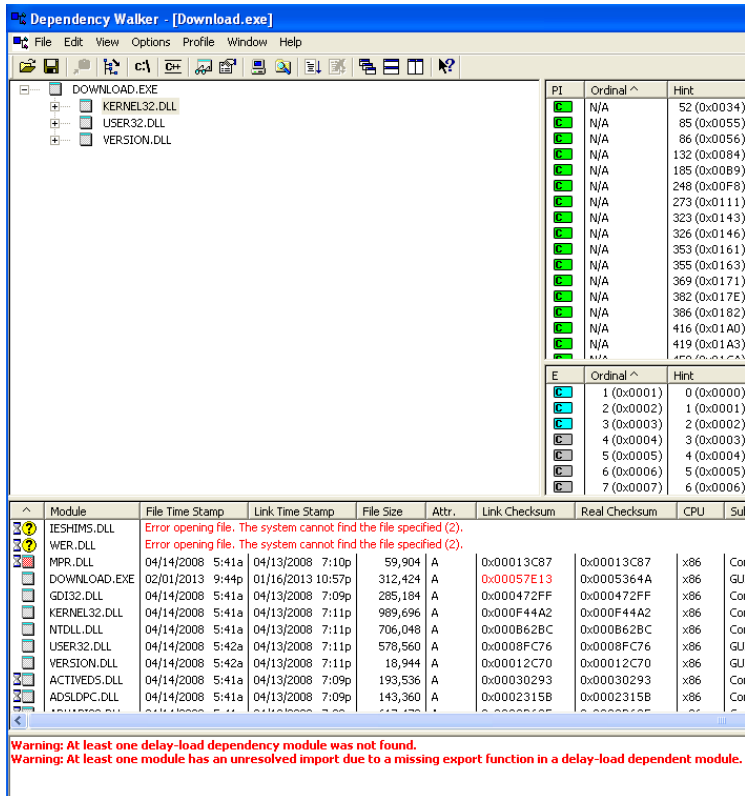 Dependency Walker - [Download.exe]
File Edit View Options Profile Window Help
c:\ C++
DOWNLOAD.EXE
KERNEL32.DLL
USER32.DLL
VERSION.DLL
PI Ordinal ^ Hint
C N/A 52 (0x0034)
C N/A 85 (0x0055)
C N/A 86 (0x0056)
C N/A 132 (0x0084)
C N/A 185 (0x00B9)
C N/A 248 (0x00F8)
C N/A 273 (0x0111)
C N/A 323 (0x0143)
C N/A 326 (0x0146)
C N/A 353 (0x0161)
C N/A 355 (0x0163)
C N/A 369 (0x0171)
C N/A 382 (0x017E)
C N/A 386 (0x0182)
C N/A 416 (0x01A0)
C N/A 419 (0x01A3)
E Ordinal ^ Hint
C 1 (0x0001) 0 (0x0000)
C 2 (0x0002) 1 (0x0001)
C 3 (0x0003) 2 (0x0002)
C 4 (0x0004) 3 (0x0003)
C 5 (0x0005) 4 (0x0004)
C 6 (0x0006) 5 (0x0005)
C 7 (0x0007) 6 (0x0006)
^ Module File Time Stamp Link Time Stamp File Size Attr. Link Checksum Real Checksum CPU Sul
IESHIMS.DLL Error opening file. The system cannot find the file specified (2).
WER.DLL Error opening file. The system cannot find the file specified (2).
MPR.DLL 04/14/2008 5:41a 04/13/2008 7:10p 59,904 A 0x00013C87 0x00013C87 x86 Cor
DOWNLOAD.EXE 02/01/2013 9:44p 01/16/2013 10:57p 312,424 A 0x00057E13 0x0005364A x86 GU
GDI32.DLL 04/14/2008 5:41a 04/13/2008 7:09p 285,184 A 0x000472FF 0x000472FF x86 Cor
KERNEL32.DLL 04/14/2008 5:41a 04/13/2008 7:11p 989,696 A 0x000F44A2 0x000F44A2 x86 Cor
NTDLL.DLL 04/14/2008 5:41a 04/13/2008 7:11p 706,048 A 0x000B62BC 0x000B62BC x86 Cor
USER32.DLL 04/14/2008 5:42a 04/13/2008 7:11p 578,560 A 0x0008FC76 0x0008FC76 x86 GU
VERSION.DLL 04/14/2008 5:42a 04/13/2008 7:11p 18,944 A 0x00012C70 0x00012C70 x86 GU
ACTIVEDS.DLL 04/14/2008 5:41a 04/13/2008 7:09p 193,536 A 0x00030293 0x00030293 x86 Cor
ADSLDPC.DLL 04/14/2008 5:41a 04/13/2008 7:09p 143,360 A 0x0002315B 0x0002315B x86 Cor
Warning: At least one delay-load dependency module was not found.
Warning: At least one module has an unresolved import due to a missing export function in a delay-load dependent module.